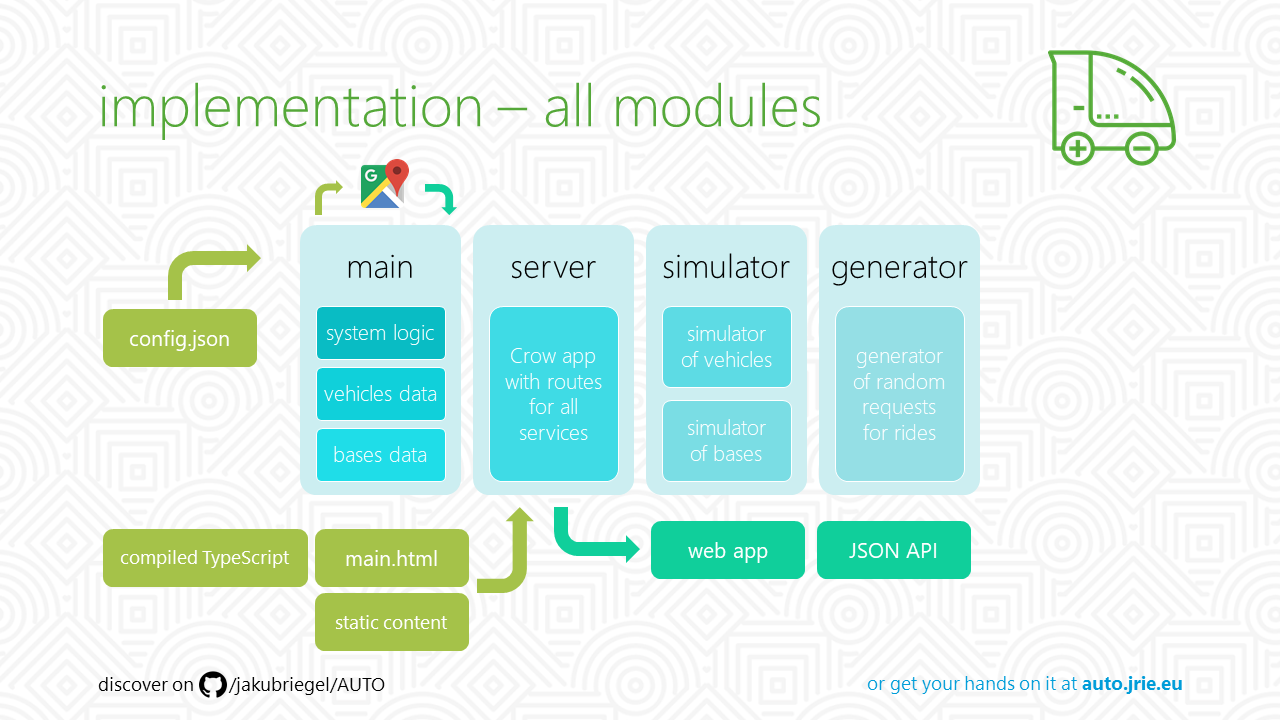 implementation – all modules
G
main
server
simulator
generator
config.json
system logic
vehicles data
bases data
Crow app
with routes
for all
services
simulator
of vehicles
simulator
of bases
generator
of random
requests
for rides
compiled TypeScript
main.html
static content
web app
JSON API
discover on /jakubriegel/AUTO
or get your hands on it at auto.jrie.eu